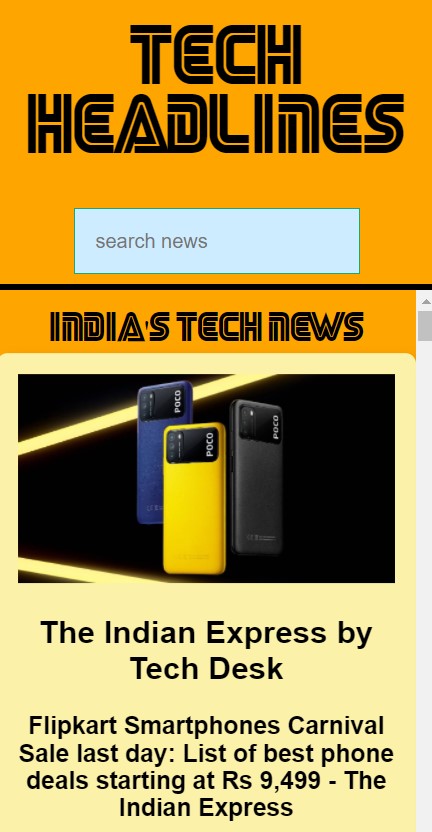 TECH
HEADLINES
search news
INDIA'S TECH NEWS
POCO
POCO
POCO
The Indian Express by
Tech Desk
Flipkart Smartphones Carnival
Sale last day: List of best phone
deals starting at Rs 9,499 - The
Indian Express